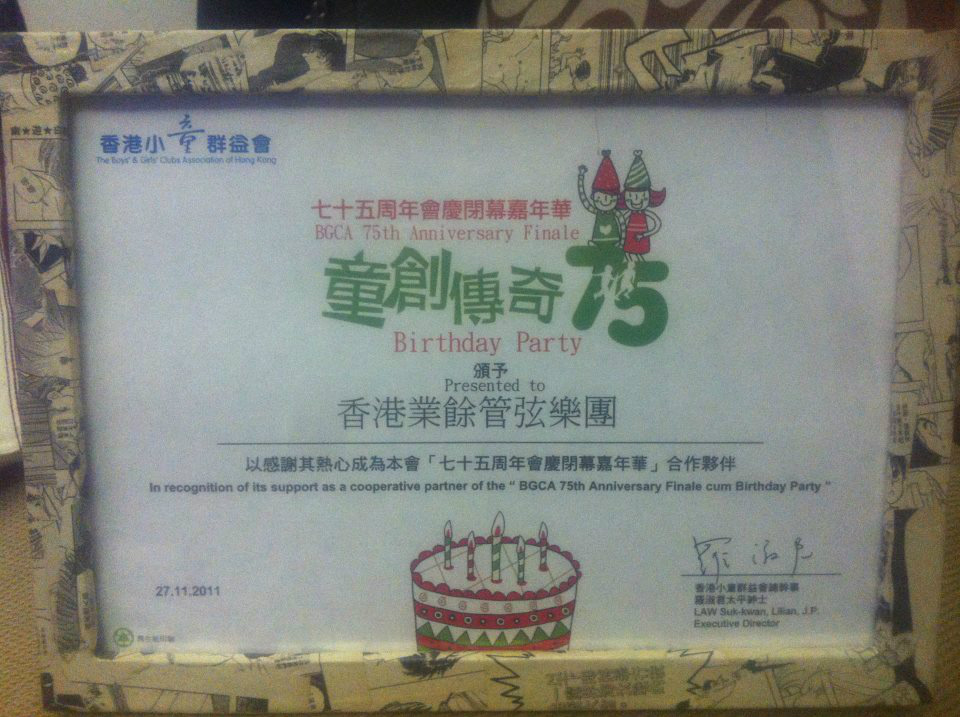 香港小童群益會
The Boys' & Girls' Clubs Association of Hong Kong
七十五周年會慶閉幕嘉年華
BGCA 75th Anniversary Finale
童創傳奇75
Birthday Party
頒予
Presented to
香港業餘管弦樂團
以感謝其熱心成為本會「七十五周年會慶閉幕嘉年華」合作夥伴
In recognition of its support as a cooperative partner of the " BGCA 75th Anniversary Finale cum Birthday Party "
27.11.2011
香港小童群益會總幹事
羅淑君太平紳士
LAW Suk-kwan, Lilian, J.P.
Executive Director